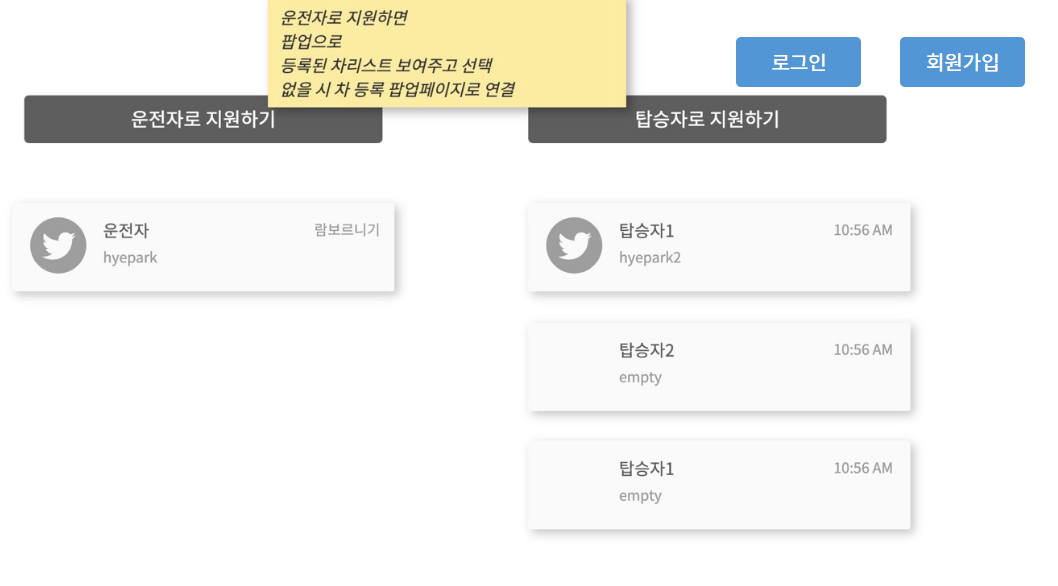 운전자로 지원하면
팝업으로
등록된 차리스트 보여주고 선택
없을 시 차 등록 팝업페이지로 연결
로그인
회원가입
운전자로 지원하기
탑승자로 지원하기
운전자
람보르니기
hyepark
탑승자1
10:56 AM
hyepark2
탑승자2
10:56 AM
empty
탑승자1
10:56 AM
empty